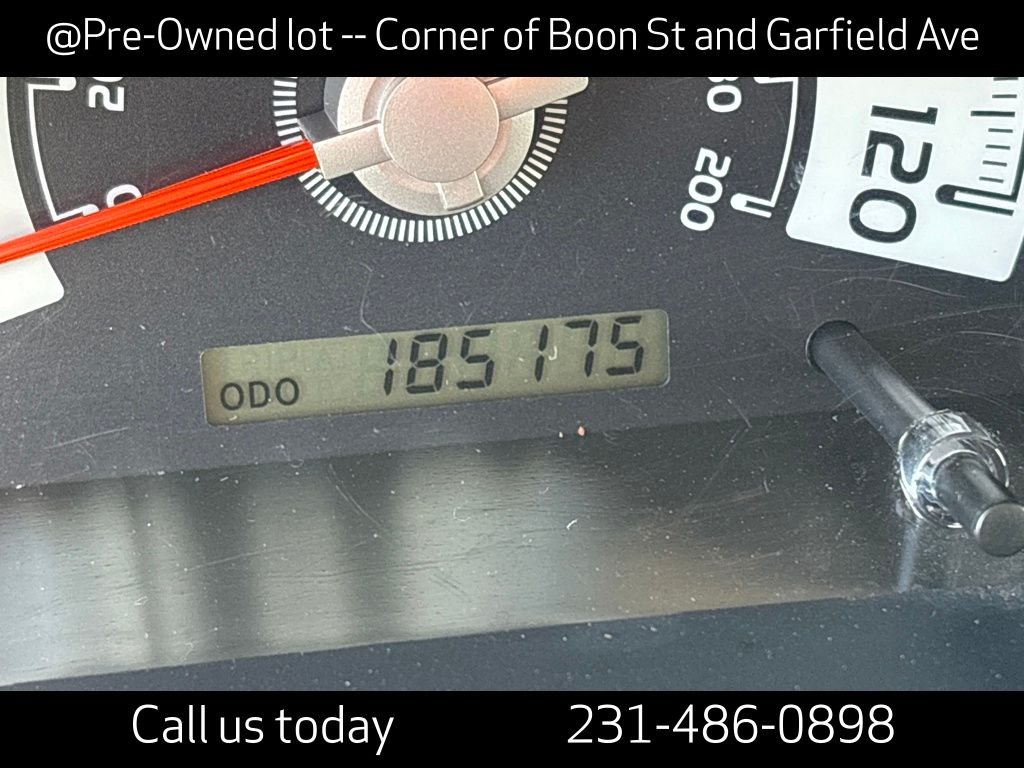 @Pre-Owned lot -- Corner of Boon St and Garfield Ave
20
0
200
120
ODO 185175
Call us today 231-486-0898